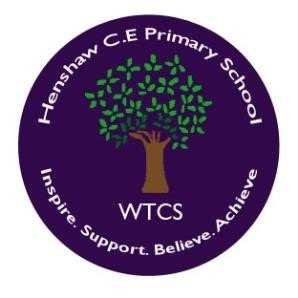 Henshaw C.E Primary School
WTCS
Inspire. Support. Believe. Achieve